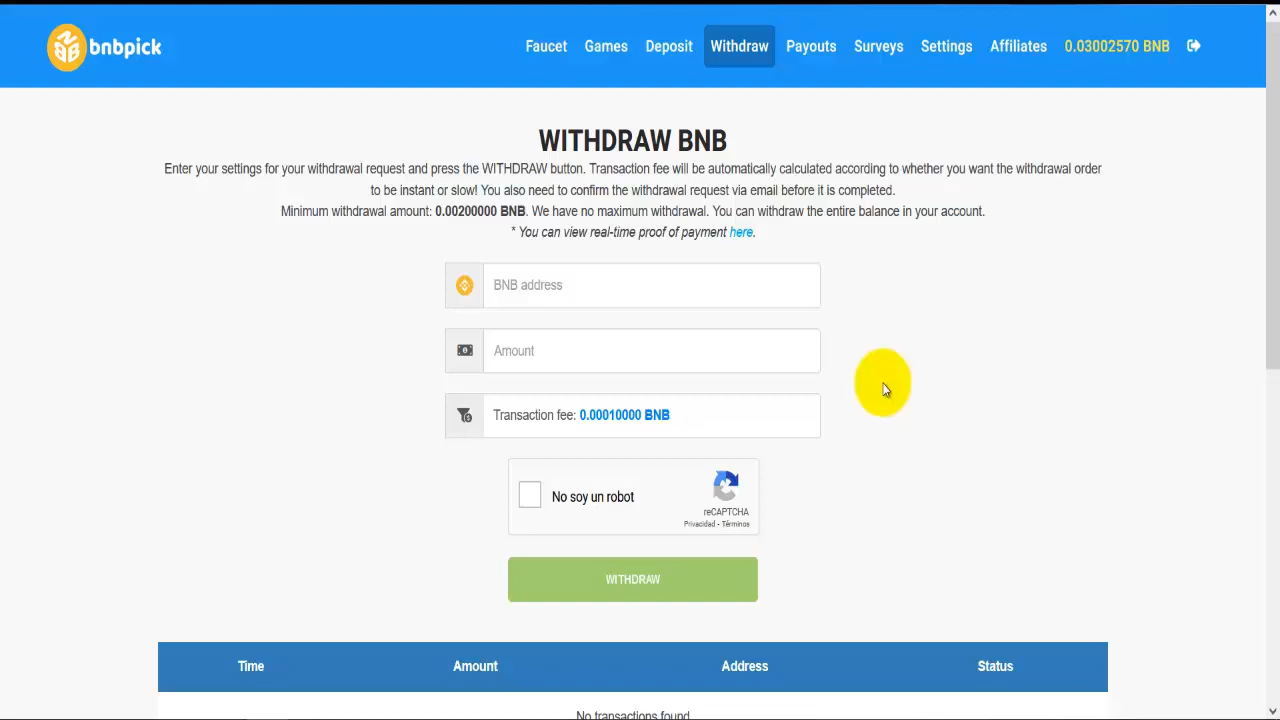 bnbpick
Faucet Games Deposit Withdraw Payouts Surveys Settings Affiliates 0.03002570 BNB
WITHDRAW BNB
Enter your settings for your withdrawal request and press the WITHDRAW button. Transaction fee will be automatically calculated according to whether you want the withdrawal order
to be instant or slow! You also need to confirm the withdrawal request via email before it is completed.
Minimum withdrawal amount: 0.00200000 BNB. We have no maximum withdrawal. You can withdraw the entire balance in your account.
* You can view real-time proof of payment here.
BNB address
Amount
Transaction fee: 0.00010000 BNB
No soy un robot
reCAPTCHA
Privacidad - Términos
WITHDRAW
Time Amount Address Status
No transactions found